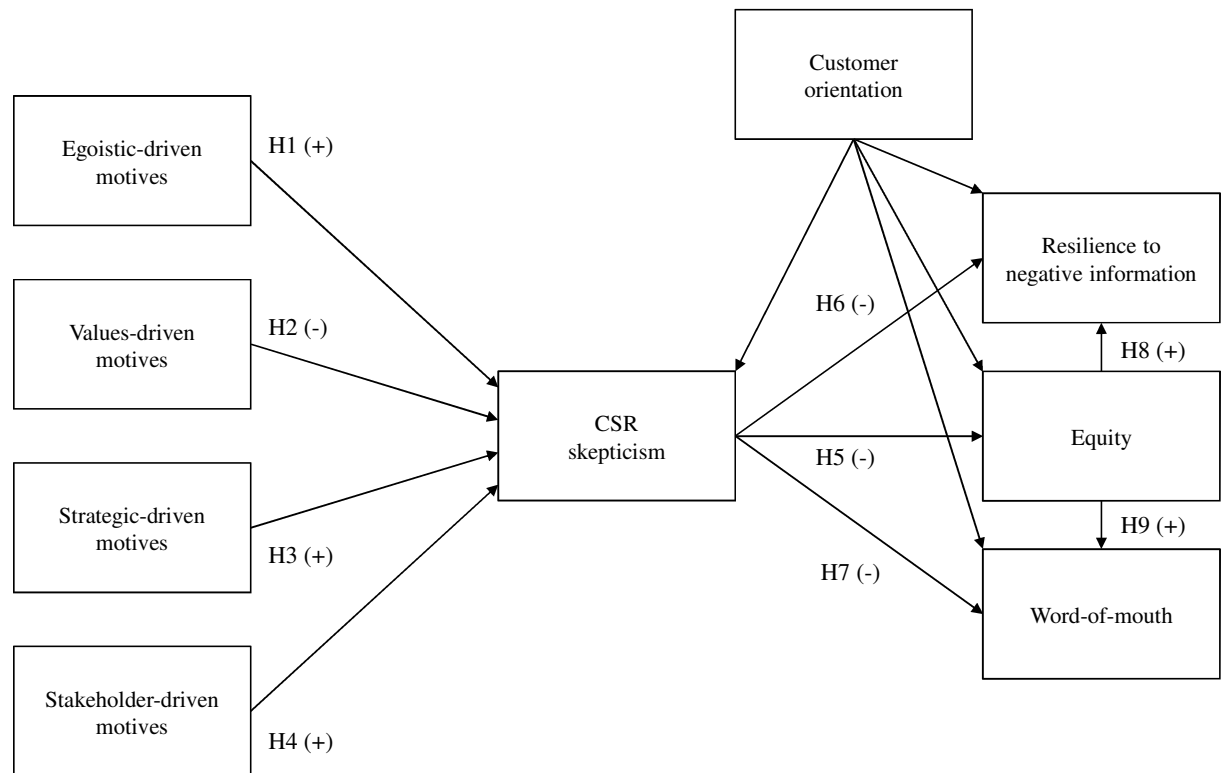 Customer
orientation
Egoistic-driven
motives
H1 (+)
Resilience to
negative information
Values-driven
motives
H2 (-)
H6 (-)
H8 (+)
CSR
skepticism
Equity
H5 (-)
Strategic-driven
motives
H3 (+)
H9 (+)
H7 (-)
Word-of-mouth
Stakeholder-driven
motives
H4 (+)